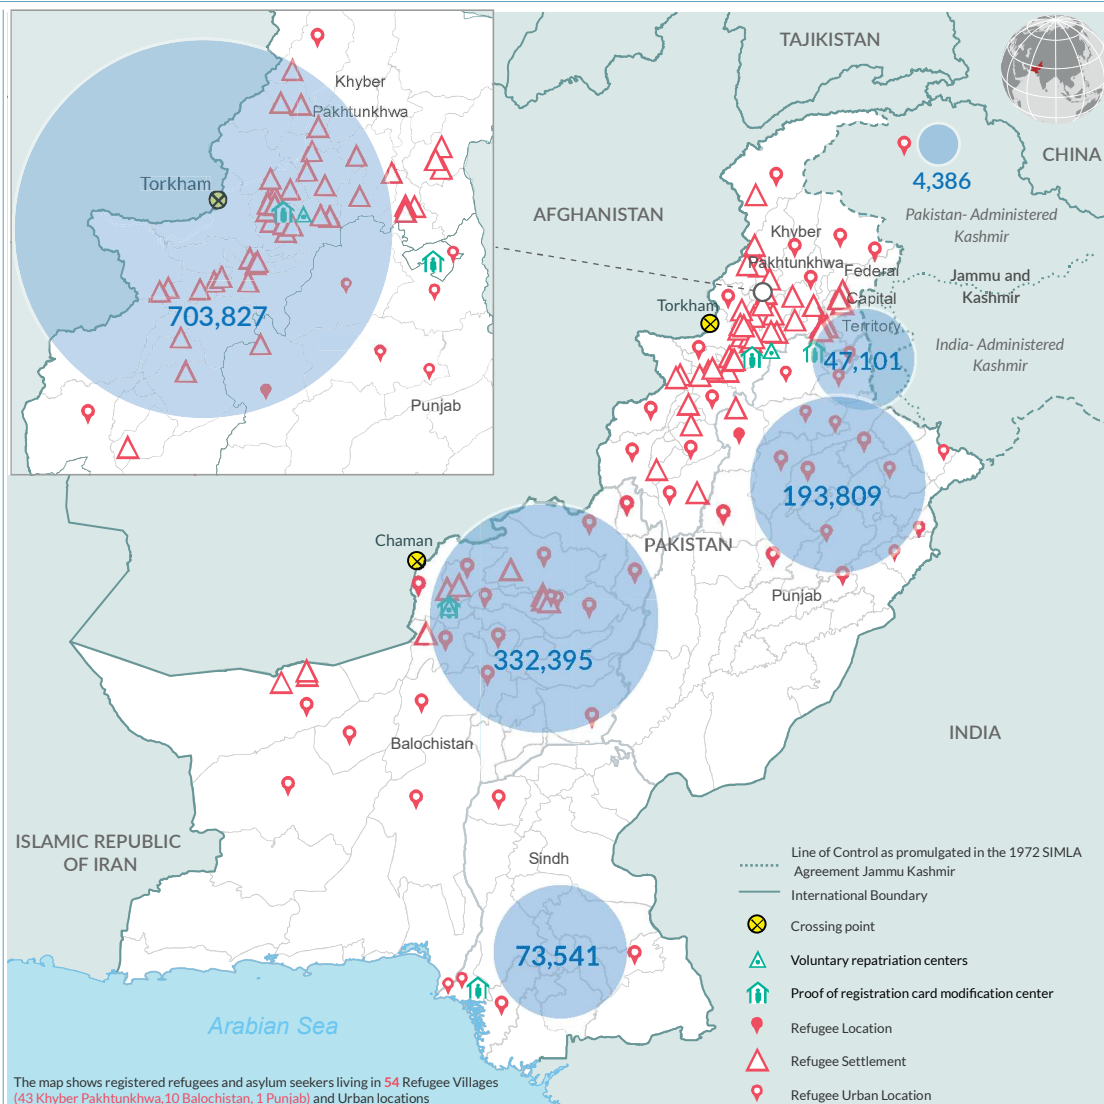 TAJIKISTAN
CHINA
Khyber
Pakhtunkhwa
Torkham
703,827
Punjab
4,386
Pakistan- Administered
Kashmir
AFGHANISTAN
Khyber
Pakhtunkhwa
Federal
Capital
Territory
Jammu and
Kashmir
Torkham
India- Administered
Kashmir
47,101
193,809
Chaman
PAKISTAN
Punjab
332,395
Balochistan
INDIA
ISLAMIC REPUBLIC
OF IRAN
Sindh
73,541
Arabian Sea
Line of Control as promulgated in the 1972 SIMLA
Agreement Jammu Kashmir
International Boundary
Crossing point
Voluntary repatriation centers
Proof of registration card modification center
Refugee Location
Refugee Settlement
Refugee Urban Location
The map shows registered refugees and asylum seekers living in 54 Refugee Villages
(43 Khyber Pakhtunkhwa,10 Balochistan, 1 Punjab) and Urban locations